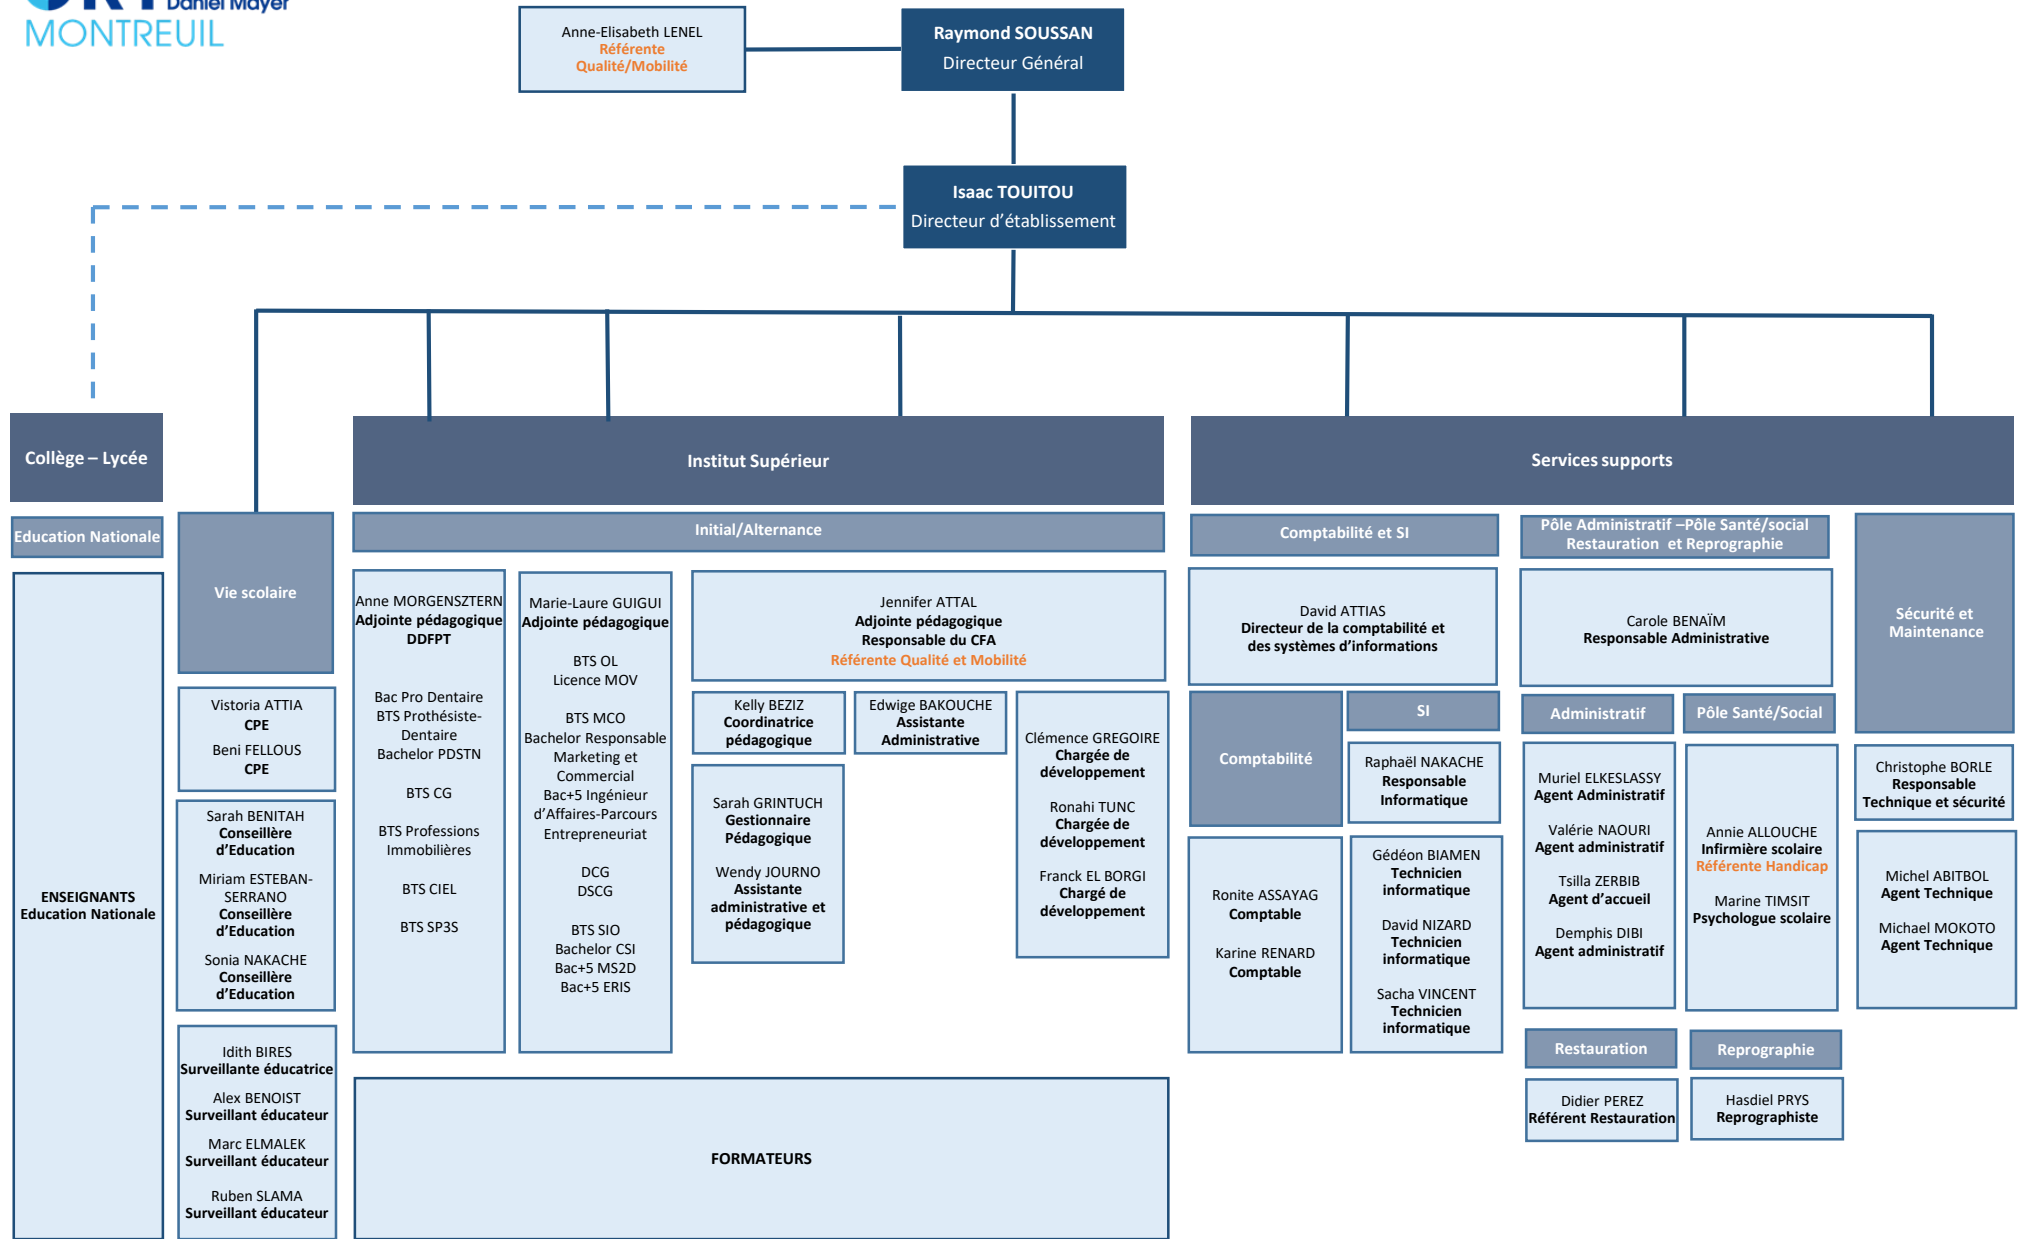 Daniel Mayer
MONTREUIL
Anne-Elisabeth LENEL
Référente
Qualité/Mobilité
Raymond SOUSSAN
Directeur Général
Isaac TOUITOU
Directeur d’établissement
Collège – Lycée
Institut Supérieur
Services supports
Education Nationale
ENSEIGNANTS
Education Nationale
Vie scolaire
Vistoria ATTIA
CPE
Beni FELLOUS
CPE
Sarah BENITAH
Conseillère
d’Education
Miriam ESTEBAN-
SERRANO
Conseillère
d’Education
Sonia NAKACHE
Conseillère
d’Education
Idith BIRES
Surveillante éducatrice
Alex BENOIST
Surveillant éducateur
Marc ELMALEK
Surveillant éducateur
Ruben SLAMA
Surveillant éducateur
Initial/Alternance
Anne MORGENSZTERN
Adjointe pédagogique
DDFPT
Bac Pro Dentaire
BTS Prothésiste-
Dentaire
Bachelor PDSTN
BTS CG
BTS Professions
Immobilières
BTS CIEL
BTS SP3S
Marie-Laure GUIGUI
Adjointe pédagogique
BTS OL
Licence MOV
BTS MCO
Bachelor Responsable
Marketing et
Commercial
Bac+5 Ingénieur
d’Affaires-Parcours
Entrepreneuriat
DCG
DSCG
BTS SIO
Bachelor CSI
Bac+5 MS2D
Bac+5 ERIS
Jennifer ATTAL
Adjointe pédagogique
Responsable du CFA
Référente Qualité et Mobilité
Kelly BEZIZ
Coordinatrice
pédagogique
Edwige BAKOUCHE
Assistante
Administrative
Sarah GRINTUCH
Gestionnaire
Pédagogique
Wendy JOURNO
Assistante
administrative et
pédagogique
Clémence GREGOIRE
Chargée de
développement
Ronahi TUNC
Chargée de
développement
Franck EL BORGI
Chargé de
développement
FORMATEURS
Comptabilité et SI
David ATTIAS
Directeur de la comptabilité et
des systèmes d’informations
Comptabilité
Ronite ASSAYAG
Comptable
Karine RENARD
Comptable
SI
Raphaël NAKACHE
Responsable
Informatique
Gédéon BIAMEN
Technicien
informatique
David NIZARD
Technicien
informatique
Sacha VINCENT
Technicien
informatique
Pôle Administratif –Pôle Santé/social
Restauration et Reprographie
Carole BENAÏM
Responsable Administrative
Administratif
Muriel ELKESLASSY
Agent Administratif
Valérie NAOURI
Agent administratif
Tsilla ZERBIB
Agent d’accueil
Demphis DIBI
Agent administratif
Pôle Santé/Social
Annie ALLOUCHE
Infirmière scolaire
Référente Handicap
Marine TIMSIT
Psychologue scolaire
Restauration
Didier PEREZ
Référent Restauration
Reprographie
Hasdiel PRYS
Reprographiste
Sécurité et
Maintenance
Christophe BORLE
Responsable
Technique et sécurité
Michel ABITBOL
Agent Technique
Michael MOKOTO
Agent Technique